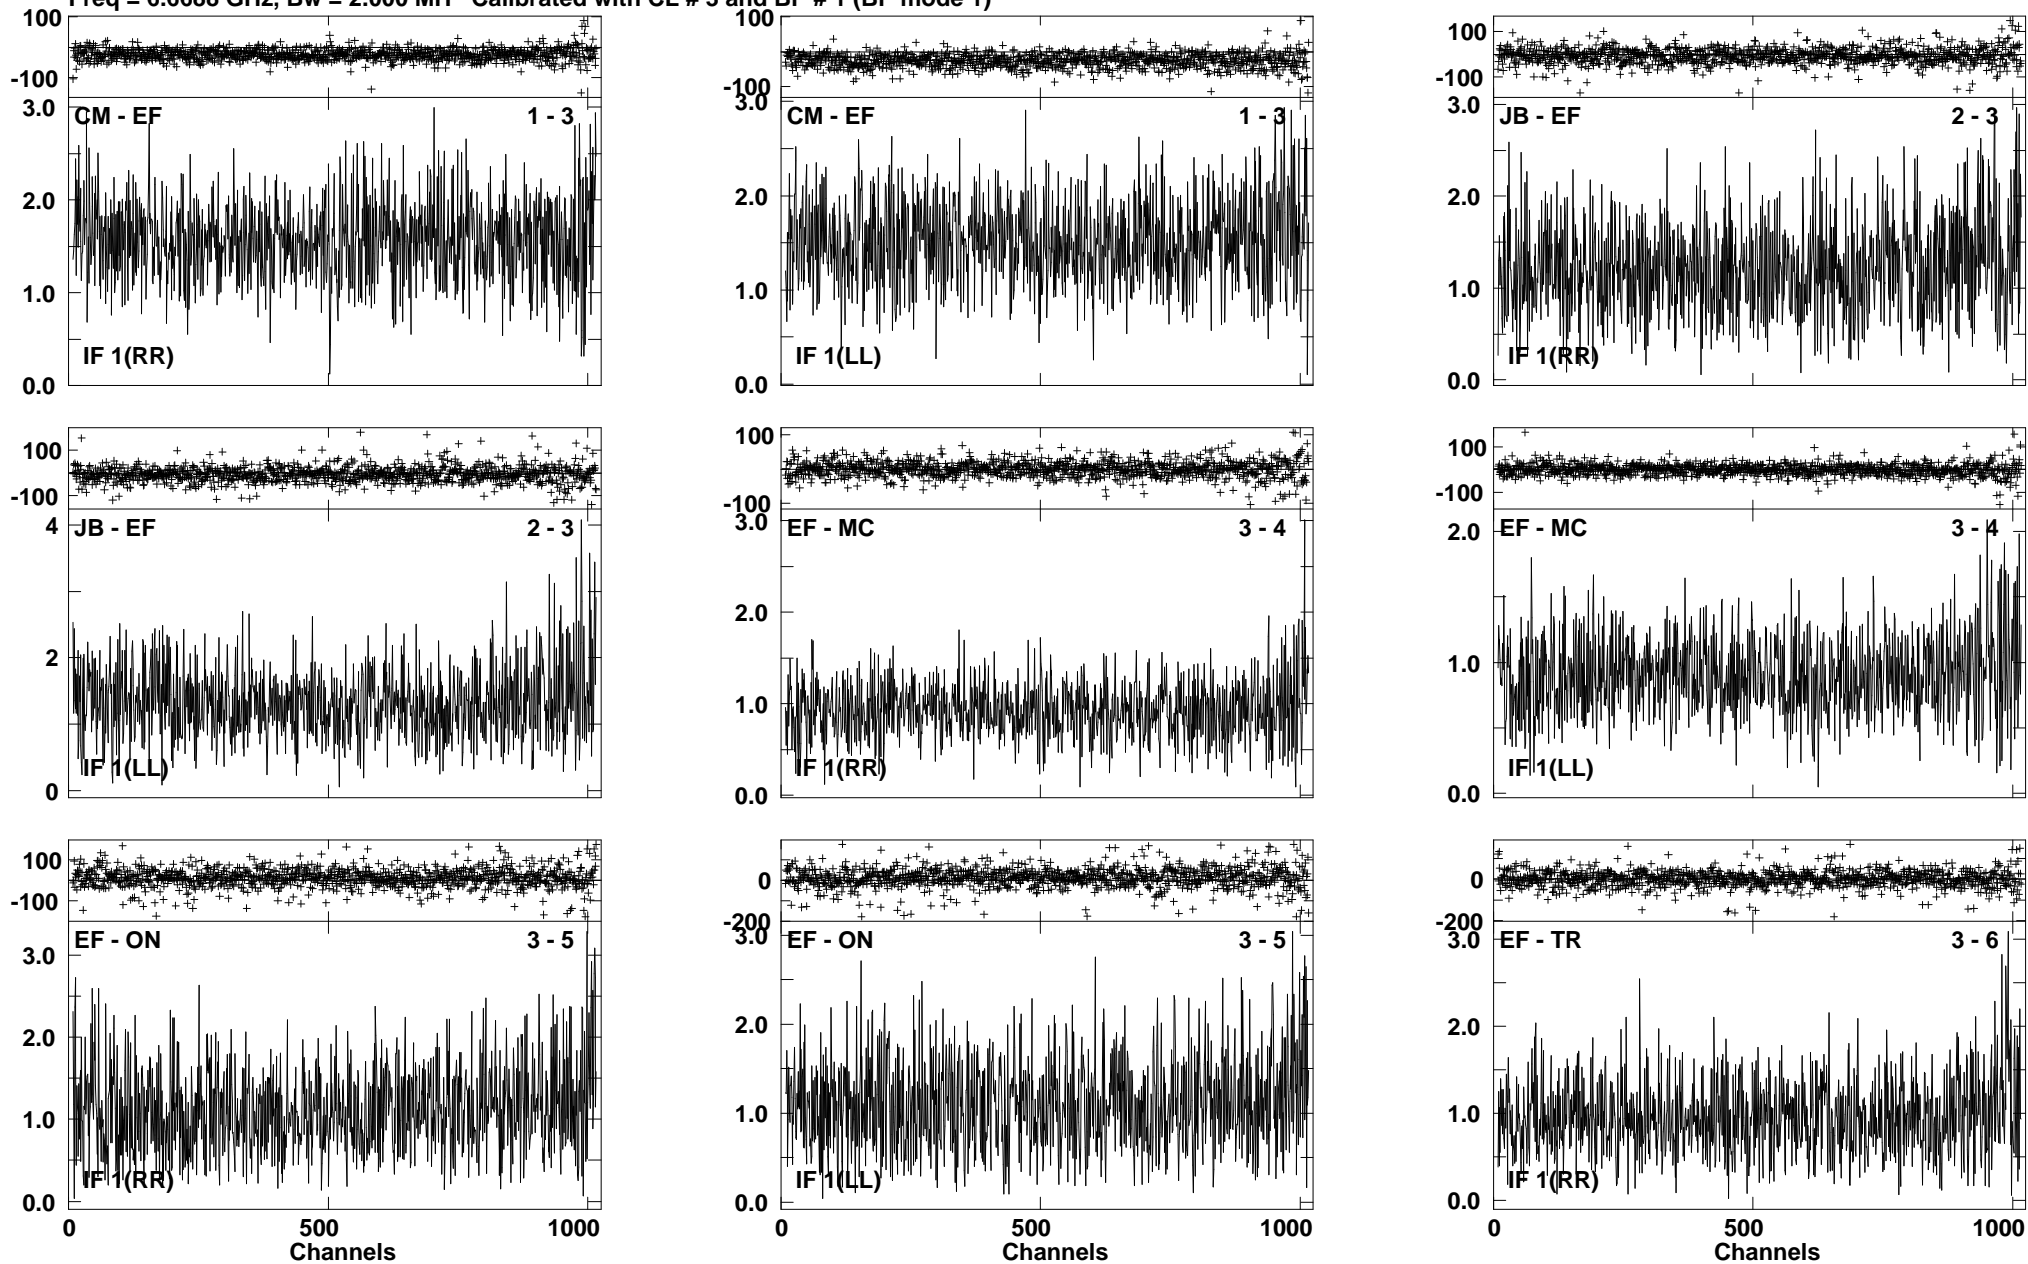 Freq = 6.6688 GHz, Bw = 2.000 MH Calibrated with CL # 3 and BP # 1 (BP mode 1)
100
-100
3.0
2.0
1.0
0.0
CM - EF
1 - 3
IF 1(RR)
100
-100
3.0
2.0
1.0
0.0
CM - EF
1 - 3
IF 1(LL)
100
-100
3.0
2.0
1.0
0.0
JB - EF
2 - 3
IF 1(RR)
100
-100
4
2
0
JB - EF
2 - 3
IF 1(LL)
100
-100
3.0
2.0
1.0
0.0
EF - MC
3 - 4
IF 1(RR)
100
-100
2.0
1.0
0.0
EF - MC
3 - 4
IF 1(LL)
100
-100
3.0
2.0
1.0
0.0
EF - ON
3 - 5
IF 1(RR)
0 500 1000
Channels
0
-200
3.0
2.0
1.0
0.0
EF - ON
3 - 5
IF 1(LL)
0 500 1000
Channels
0
-200
3.0
2.0
1.0
0.0
EF - TR
3 - 6
IF 1(RR)
0 500 1000
Channels